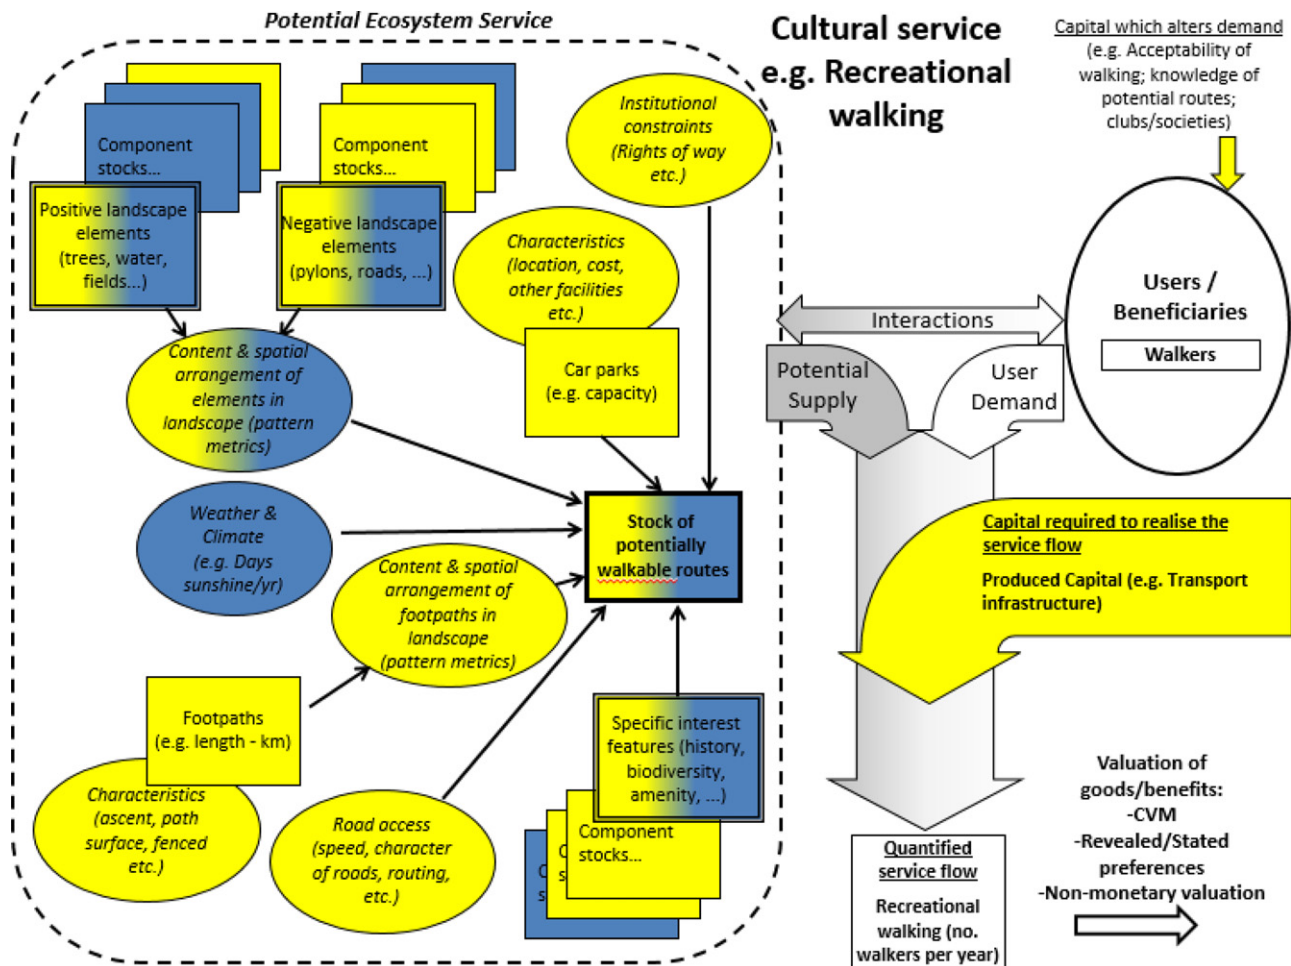 Potential Ecosystem Service
Cultural service
e.g. Recreational
walking
Capital which alters demand
(e.g. Acceptability of
walking; knowledge of
potential routes;
clubs/societies)
Component
stocks...
Component
stocks...
Positive landscape
elements
(trees, water,
fields...)
Negative landscape
elements
(pylons, roads, ...)
Institutional
constraints
(Rights of way
etc.)
Characteristics
(location, cost,
other facilities
etc.)
Car parks
(e.g. capacity)
Content & spatial
arrangement of
elements in
landscape (pattern
metrics)
Weather &
Climate
(e.g. Days
sunshine/yr)
Stock of
potentially
walkable routes
Content & spatial
arrangement of
footpaths in
landscape
(pattern metrics)
Footpaths
(e.g. length - km)
Characteristics
(ascent, path
surface, fenced
etc.)
Road access
(speed, character
of roads, routing,
etc.)
Specific interest
features (history,
biodiversity,
amenity, ...)
Component
stocks...
C
s
C
s
Interactions
Potential
Supply
User
Demand
Users /
Beneficiaries
Walkers
Capital required to realise the
service flow
Produced Capital (e.g. Transport
infrastructure)
Quantified
service flow
Recreational
walking (no.
walkers per year)
Valuation of
goods/benefits:
-CVM
-Revealed/Stated
preferences
-Non-monetary valuation